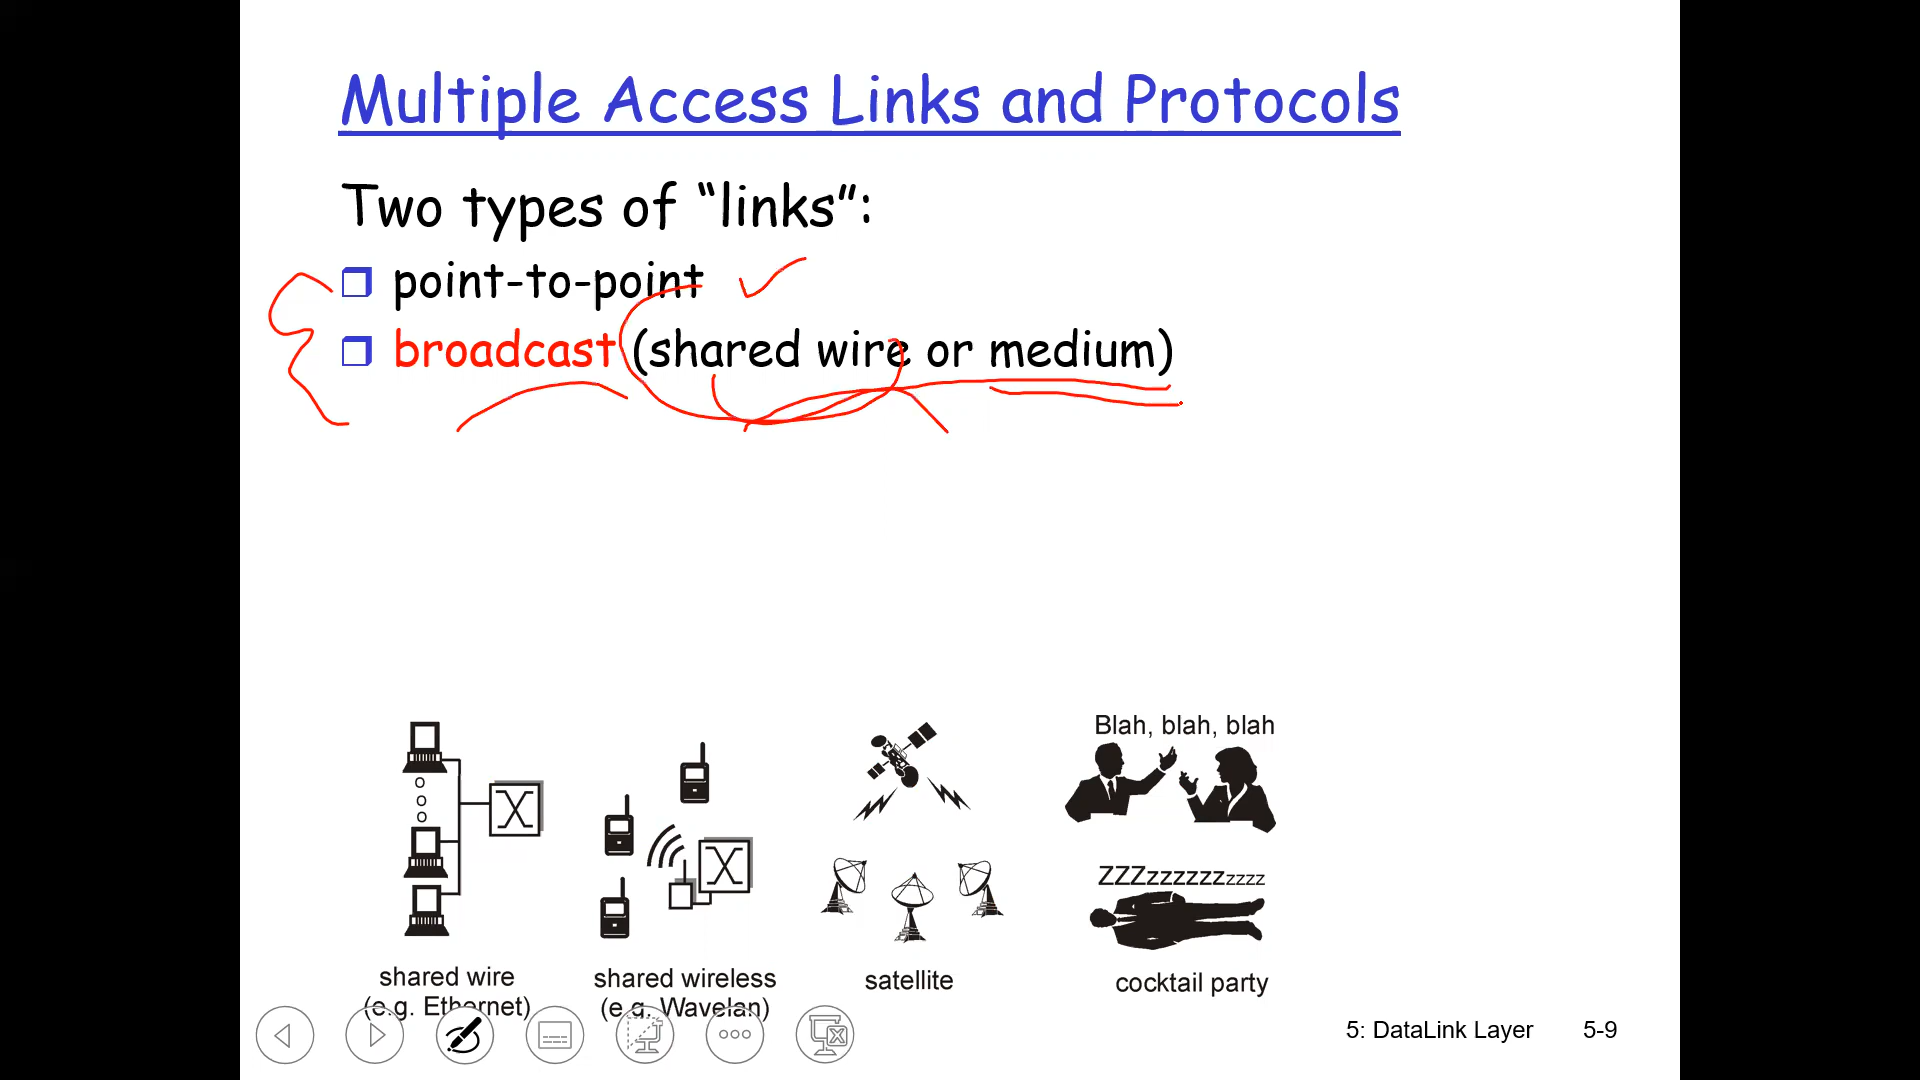 Multiple Access Links and Protocols
Two types of “links”:
point-to-point
broadcast (shared wire or medium)
Blah, blah, blah
ZZZzzzzzzzzzzz
shared wire
(e.g. Ethernet)
shared wireless
(e.g. Wavelan)
satellite
cocktail party
5: DataLink Layer 5-9